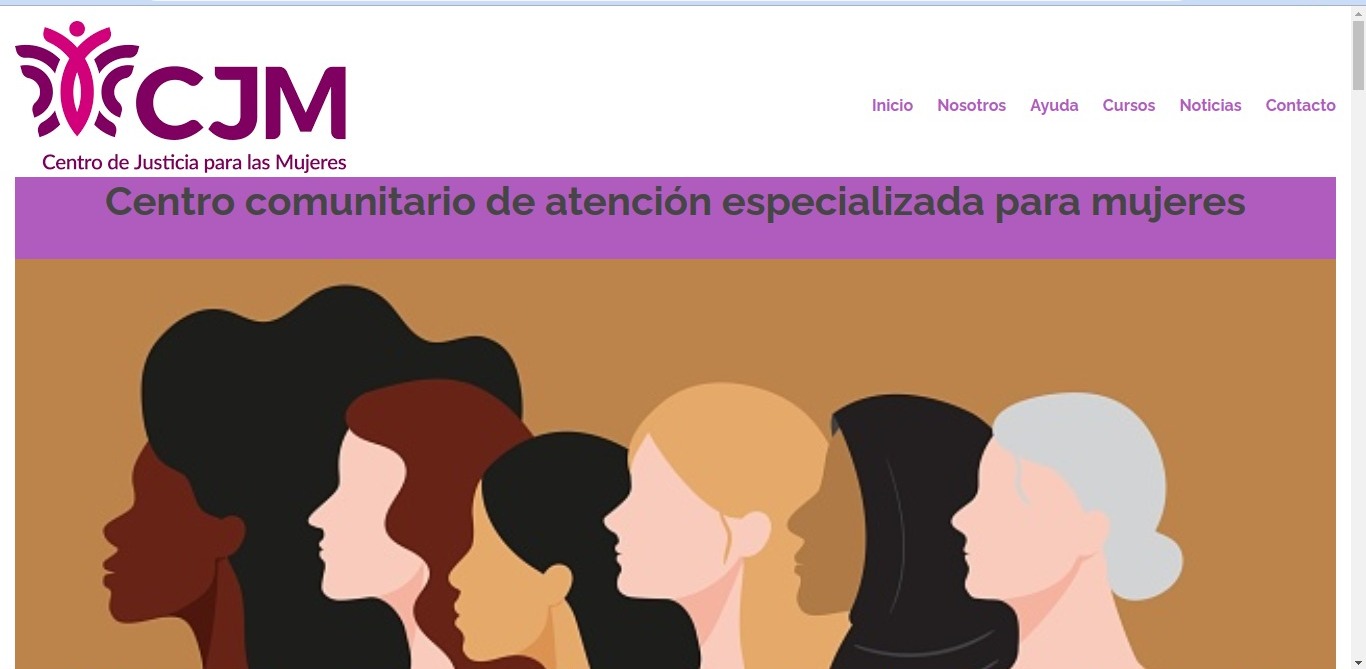 CJM
Centro de Justicia para las Mujeres
Inicio Nosotros Ayuda Cursos Noticias Contacto
Centro comunitario de atención especializada para mujeres